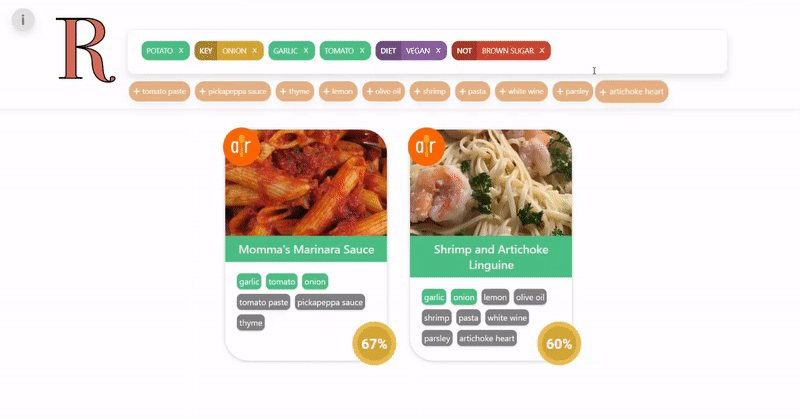 i
R
POTATO X KEY ONION X GARLIC X TOMATO X DIET VEGAN X NOT BROWN SUGAR X
+ tomato paste + pickapeppa sauce + thyme + lemon + olive oil + shrimp + pasta + white wine + parsley + artichoke heart
a r
Momma's Marinara Sauce
garlic tomato onion
tomato paste pickapeppa sauce
thyme
67%
a r
Shrimp and Artichoke
Linguine
garlic onion lemon olive oil
shrimp pasta white wine
parsley artichoke heart
60%